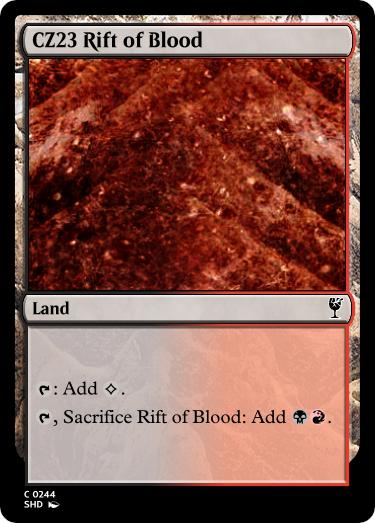 CZ23 Rift of Blood
Land
: Add .
, Sacrifice Rift of Blood: Add .
C 0244
SHD